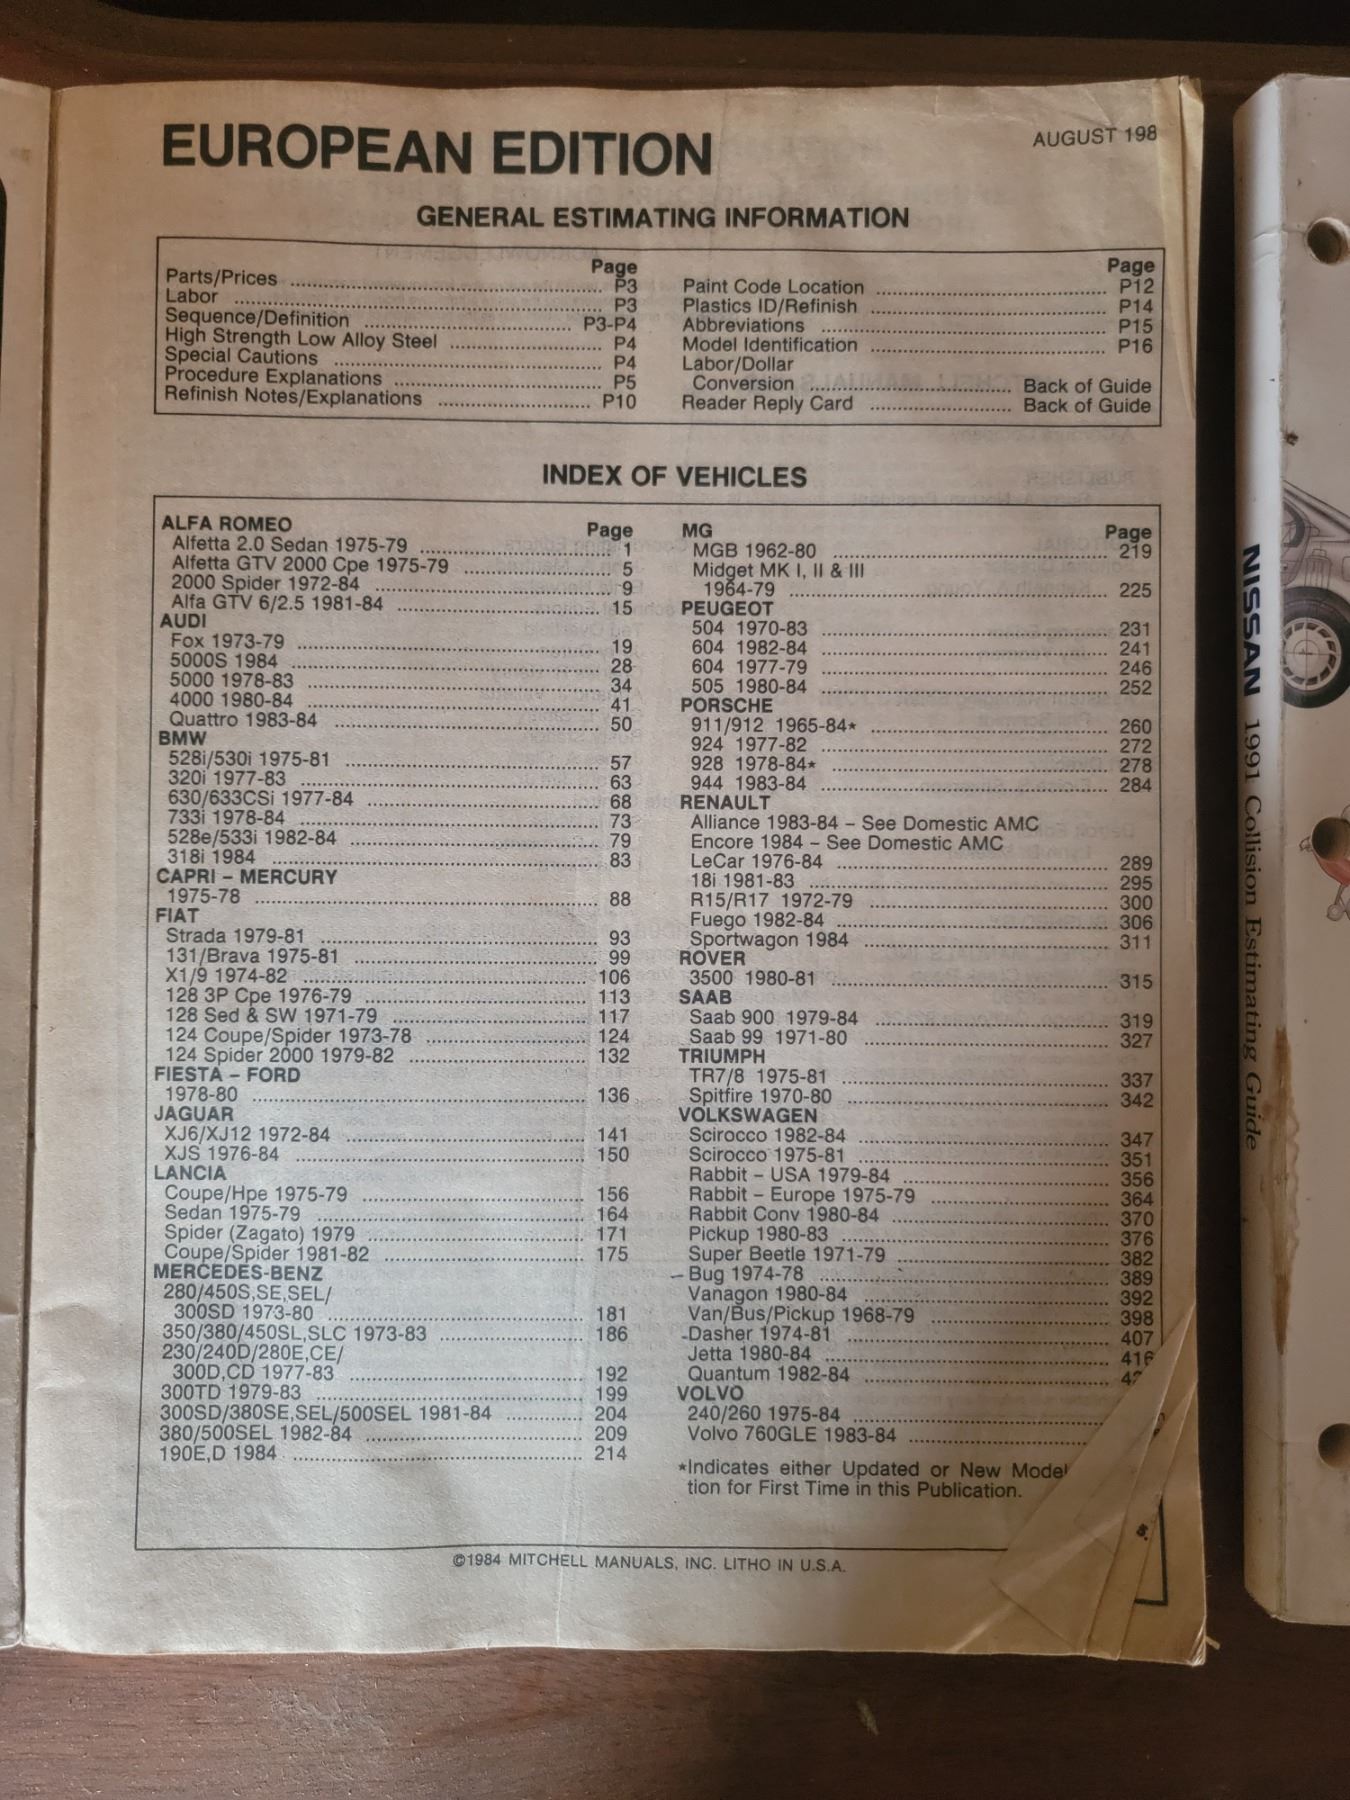 EUROPEAN EDITION
AUGUST 198
GENERAL ESTIMATING INFORMATION
Page
Parts/Prices ........ P3
Labor ........ P3
Sequence/Definition ........ P3-P4
High Strength Low Alloy Steel ........ P4
Special Cautions ........ P4
Procedure Explanations ........ P5
Refinish Notes/Explanations ........ P10
Page
Paint Code Location ........ P12
Plastics ID/Refinish ........ P14
Abbreviations ........ P15
Model Identification ........ P16
Labor/Dollar
Conversion ........ Back of Guide
Reader Reply Card ........ Back of Guide
INDEX OF VEHICLES
ALFA ROMEO Page
Alfetta 2.0 Sedan 1975-79 ........ 1
Alfetta GTV 2000 Cpe 1975-79 ........ 5
2000 Spider 1972-84 ........ 9
Alfa GTV 6/2.5 1981-84 ........ 15
AUDI
Fox 1973-79 ........ 19
5000S 1984 ........ 28
5000 1978-83 ........ 34
4000 1980-84 ........ 41
Quattro 1983-84 ........ 50
BMW
528i/530i 1975-81 ........ 57
320i 1977-83 ........ 63
630/633CSi 1977-84 ........ 68
733i 1978-84 ........ 73
528e/533i 1982-84 ........ 79
318i 1984 ........ 83
CAPRI - MERCURY
1975-78 ........ 88
FIAT
Strada 1979-81 ........ 93
131/Brava 1975-81 ........ 99
X1/9 1974-82 ........ 106
128 3P Cpe 1976-79 ........ 113
128 Sed & SW 1971-79 ........ 117
124 Coupe/Spider 1973-78 ........ 124
124 Spider 2000 1979-82 ........ 132
FIESTA - FORD
1978-80 ........ 136
JAGUAR
XJ6/XJ12 1972-84 ........ 141
XJS 1976-84 ........ 150
LANCIA
Coupe/Hpe 1975-79 ........ 156
Sedan 1975-79 ........ 164
Spider (Zagato) 1979 ........ 171
Coupe/Spider 1981-82 ........ 175
MERCEDES-BENZ
280/450S,SE,SEL/
300SD 1973-80 ........ 181
350/380/450SL,SLC 1973-83 ........ 186
230/240D/280E,CE/
300D,CD 1977-83 ........ 192
300TD 1979-83 ........ 199
300SD/380SE,SEL/500SEL 1981-84 ........ 204
380/500SEL 1982-84 ........ 209
190E,D 1984 ........ 214
MG Page
MGB 1962-80 ........ 219
Midget MK I, II & III
1964-79 ........ 225
PEUGEOT
504 1970-83 ........ 231
604 1982-84 ........ 241
604 1977-79 ........ 246
505 1980-84 ........ 252
PORSCHE
911/912 1965-84* ........ 260
924 1977-82 ........ 272
928 1978-84* ........ 278
944 1983-84 ........ 284
RENAULT
Alliance 1983-84 - See Domestic AMC
Encore 1984 - See Domestic AMC
LeCar 1976-84 ........ 289
18i 1981-83 ........ 295
R15/R17 1972-79 ........ 300
Fuego 1982-84 ........ 306
Sportwagon 1984 ........ 311
ROVER
3500 1980-81 ........ 315
SAAB
Saab 900 1979-84 ........ 319
Saab 99 1971-80 ........ 327
TRIUMPH
TR7/8 1975-81 ........ 337
Spitfire 1970-80 ........ 342
VOLKSWAGEN
Scirocco 1982-84 ........ 347
Scirocco 1975-81 ........ 351
Rabbit - USA 1979-84 ........ 356
Rabbit - Europe 1975-79 ........ 364
Rabbit Conv 1980-84 ........ 370
Pickup 1980-83 ........ 376
Super Beetle 1971-79 ........ 382
Bug 1974-78 ........ 389
Vanagon 1980-84 ........ 392
Van/Bus/Pickup 1968-79 ........ 398
Dasher 1974-81 ........ 407
Jetta 1980-84 ........ 416
Quantum 1982-84 ........
VOLVO
240/260 1975-84 ........
Volvo 760GLE 1983-84 ........
*Indicates either Updated or New Model
tion for First Time in this Publication.
©1984 MITCHELL MANUALS, INC. LITHO IN U.S.A.
NISSAN 1991 Collision Estimating Guide